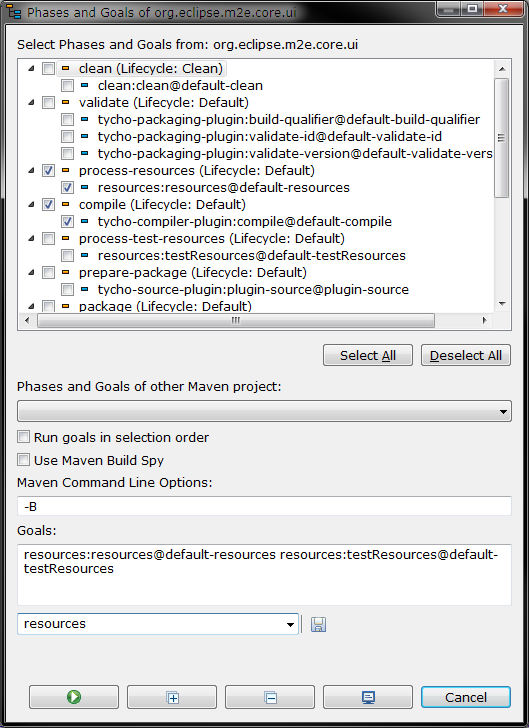 Phases and Goals of org.eclipse.m2e.core.ui
Select Phases and Goals from: org.eclipse.m2e.core.ui
clean (Lifecycle: Clean)
clean:clean@default-clean
validate (Lifecycle: Default)
tycho-packaging-plugin:build-qualifier@default-build-qualifier
tycho-packaging-plugin:validate-id@default-validate-id
tycho-packaging-plugin:validate-version@default-validate-vers
process-resources (Lifecycle: Default)
resources:resources@default-resources
compile (Lifecycle: Default)
tycho-compiler-plugin:compile@default-compile
process-test-resources (Lifecycle: Default)
resources:testResources@default-testResources
prepare-package (Lifecycle: Default)
tycho-source-plugin:plugin-source@plugin-source
package (Lifecycle: Default)
Select All Deselect All
Phases and Goals of other Maven project:
Run goals in selection order
Use Maven Build Spy
Maven Command Line Options:
-B
Goals:
resources:resources@default-resources resources:testResources@default-
testResources
resources
Cancel